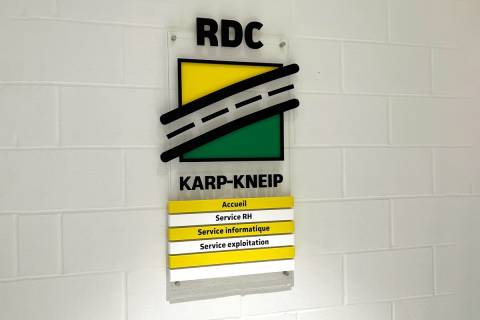 RDC
KARP-KNEIP
Accueil
Service RH
Service informatique
Service exploitation